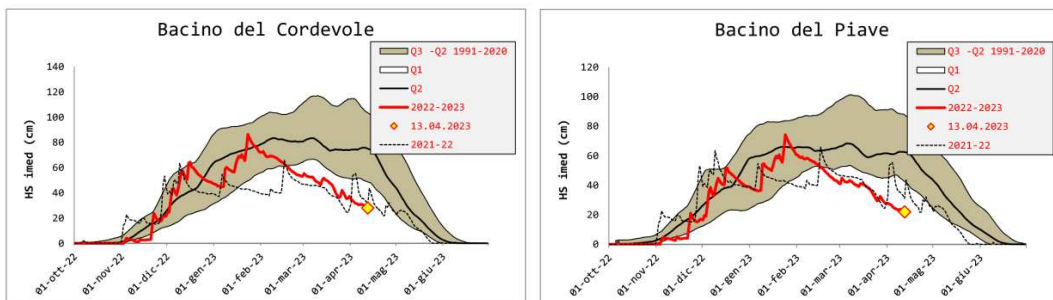 Bacino del Cordevole
HS imed (cm)
140
120
100
80
60
40
20
0
01-ott-22
01-nov-22
01-dic-22
01-gen-23
01-feb-23
01-mar-23
01-apr-23
01-mag-23
01-giu-23
Q3 -Q2 1991-2020
Q1
Q2
2022-2023
13.04.2023
2021-22
Bacino del Piave
HS imed (cm)
120
100
80
60
40
20
0
01-ott-22
01-nov-22
01-dic-22
01-gen-23
01-feb-23
01-mar-23
01-apr-23
01-mag-23
01-giu-23
Q3 -Q2 1991-2020
Q1
Q2
2022-2023
13.04.2023
2021-22